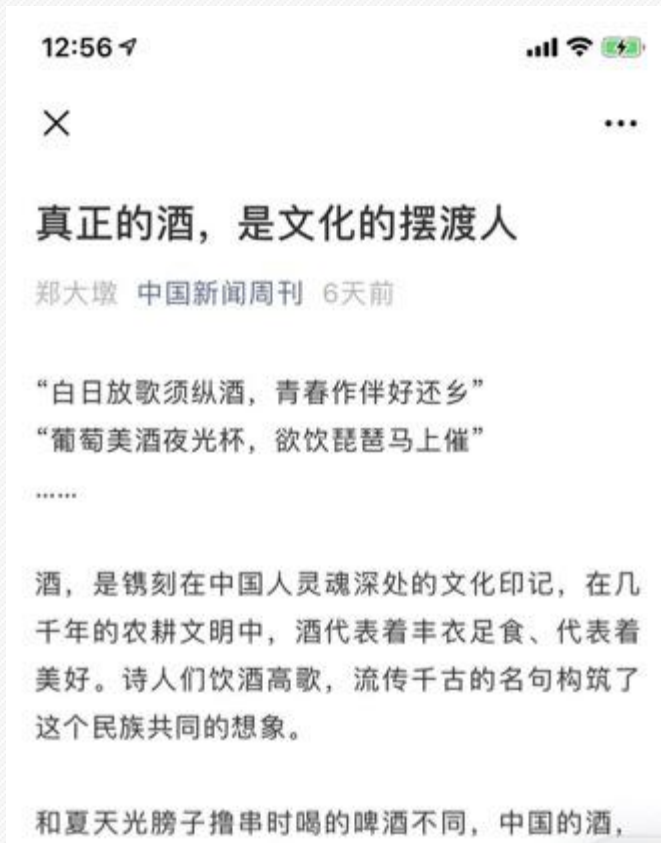 12:56
真正的酒，是文化的摆渡人
郑大墩 中国新闻周刊 6天前
“白日放歌须纵酒，青春作伴好还乡”
“葡萄美酒夜光杯，欲饮琵琶马上催”
……
酒，是镌刻在中国人灵魂深处的文化印记，在几
千年的农耕文明中，酒代表着丰衣足食、代表着
美好。诗人们饮酒高歌，流传千古的名句构筑了
这个民族共同的想象。
和夏天光膀子撸串时喝的啤酒不同，中国的酒，